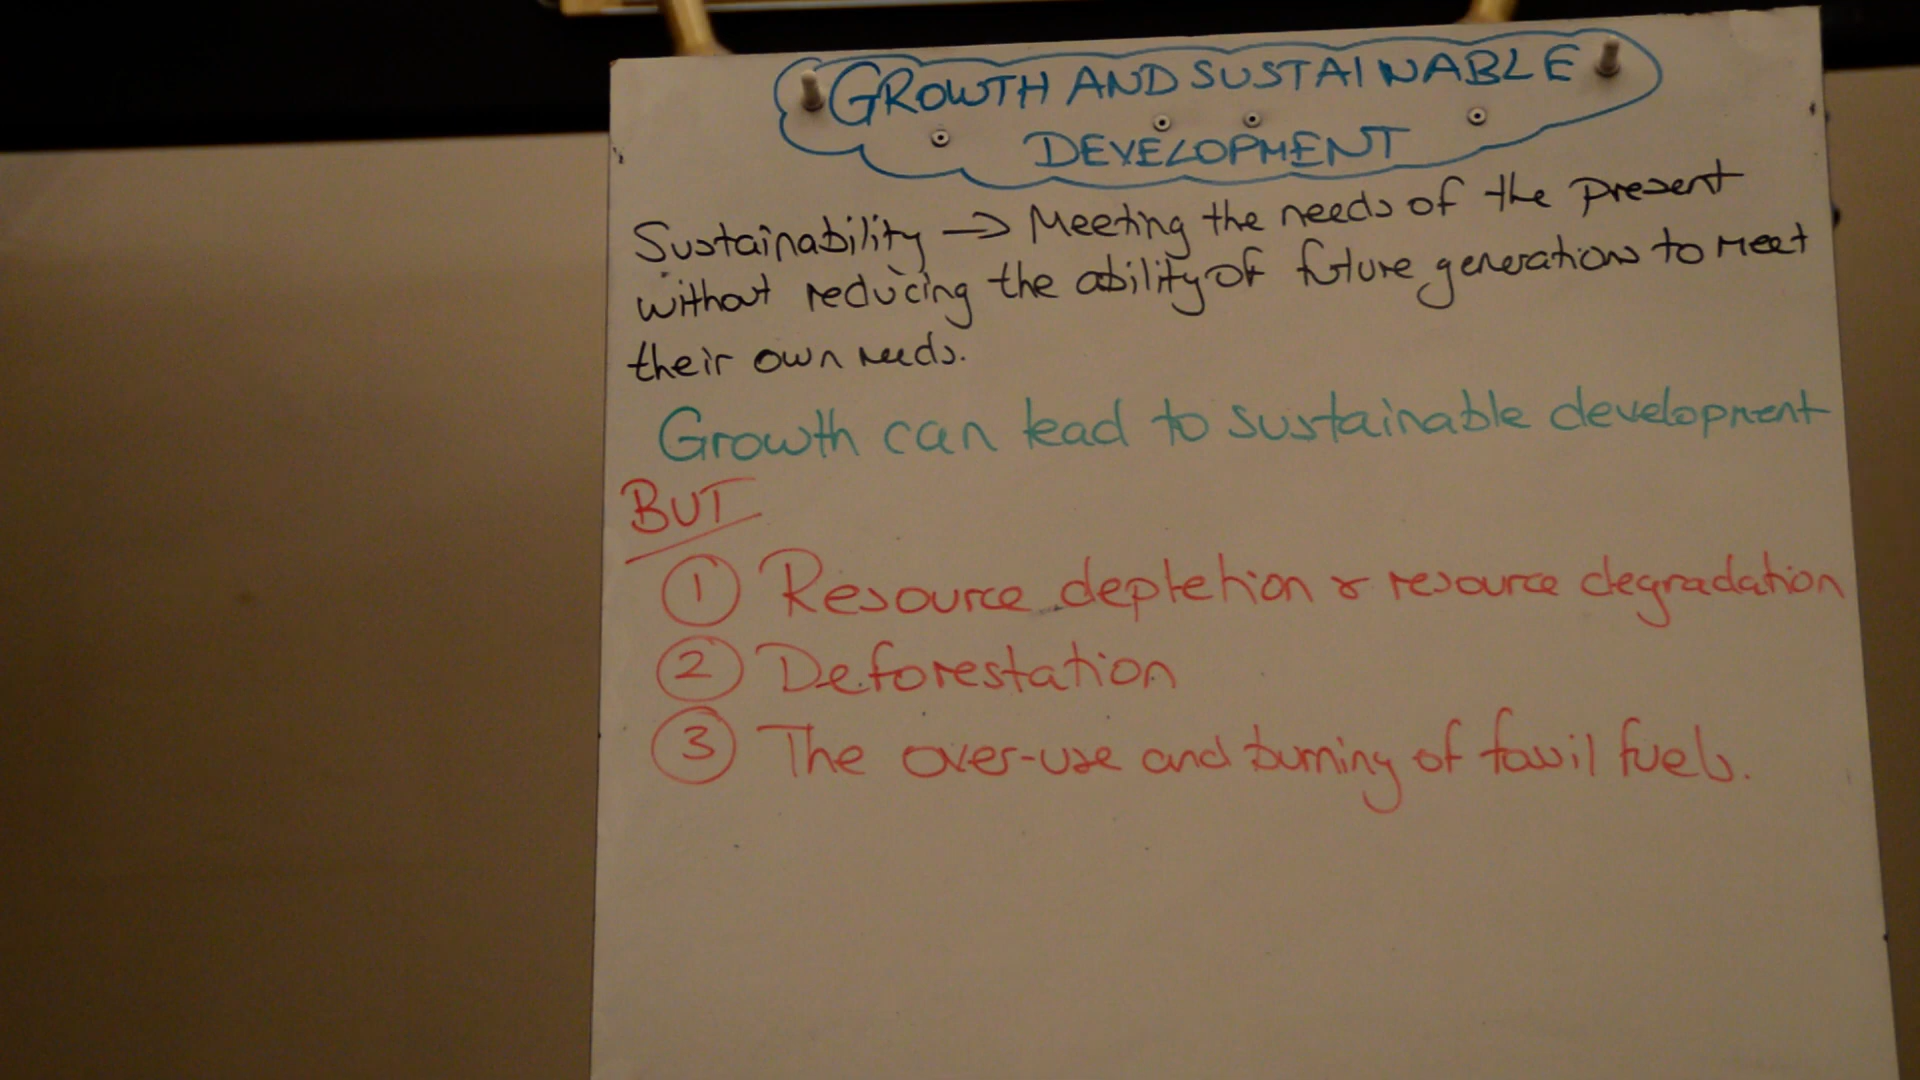 GROWTH AND SUSTAINABLE
DEVELOPMENT
Sustainability → Meeting the needs of the present
without reducing the ability of future generations to meet
their own needs.
Growth can lead to sustainable development
BUT
① Resource depletion & resource degradation
② Deforestation
③ The over-use and burning of fossil fuels.